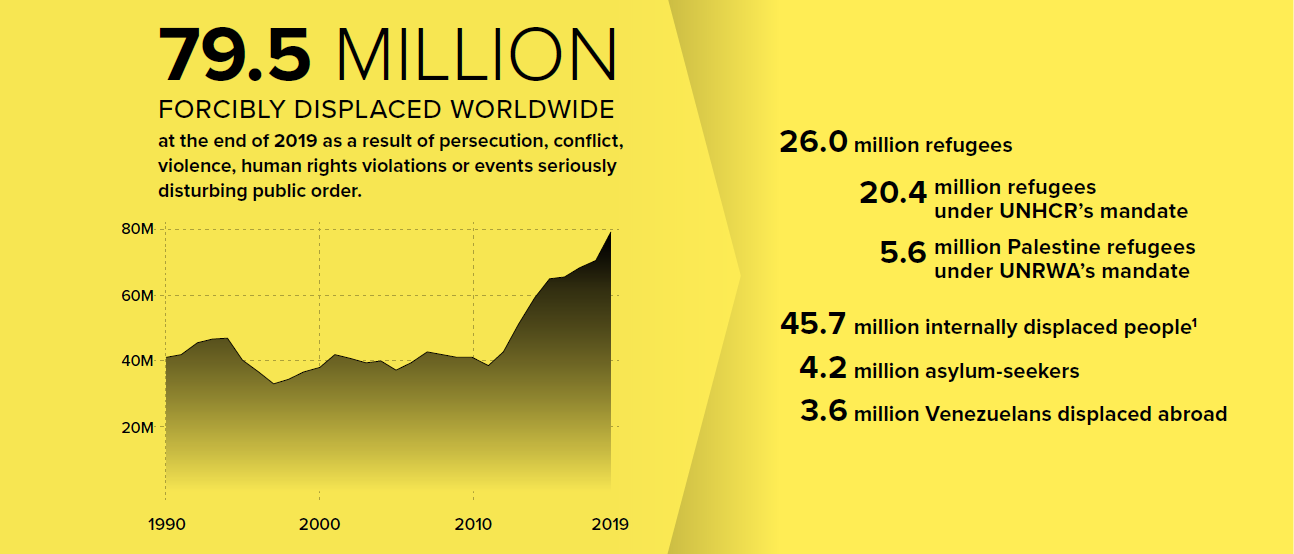 79.5 MILLION
FORCIBLY DISPLACED WORLDWIDE
at the end of 2019 as a result of persecution, conflict,
violence, human rights violations or events seriously
disturbing public order.
80M
60M
40M
20M
1990 2000 2010 2019
26.0 million refugees
20.4 million refugees
under UNHCR’s mandate
5.6 million Palestine refugees
under UNRWA’s mandate
45.7 million internally displaced people¹
4.2 million asylum-seekers
3.6 million Venezuelans displaced abroad